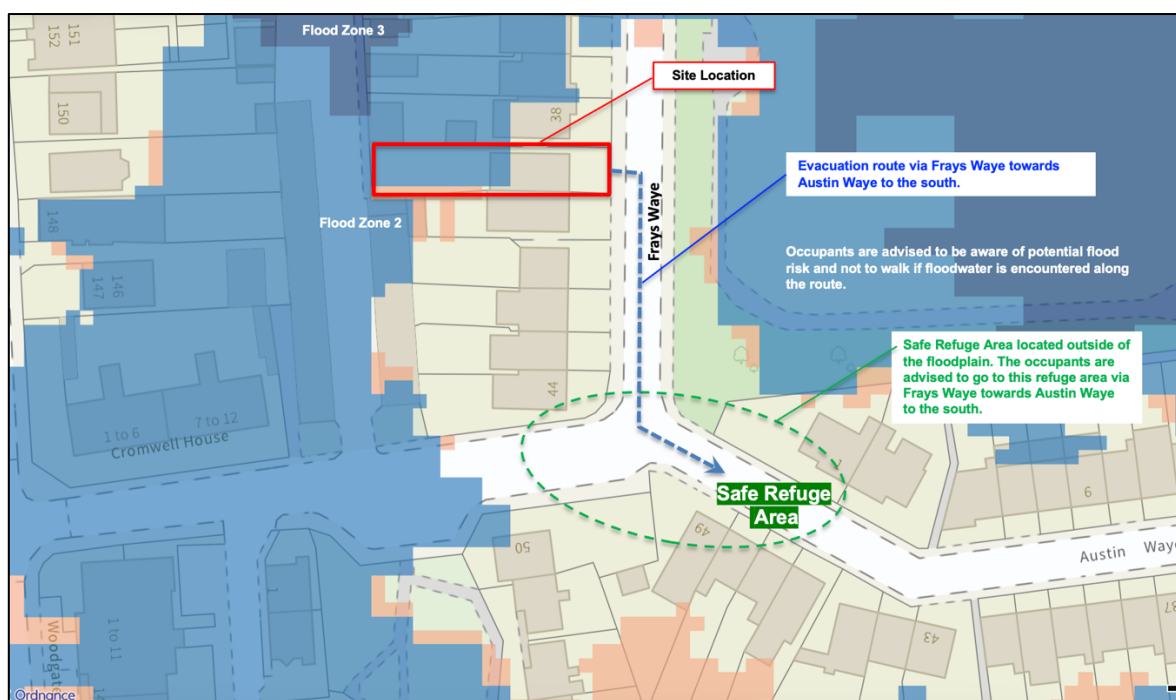 Flood Zone 3
151
152
Site Location
150
38
Evacuation route via Frays Waye towards
Austin Waye to the south.
Frays Waye
Flood Zone 2
148
Occupants are advised to be aware of potential flood
risk and not to walk if floodwater is encountered along
the route.
146
147
Safe Refuge Area located outside of
the floodplain. The occupants are
advised to go to this refuge area via
Frays Waye towards Austin Waye
to the south.
44
7 to 12
1 to 6
Cromwell House
1
Safe Refuge
Area
9
49
50
Austin Waye
1 to 11
43
37
Woodgate
Ordnance